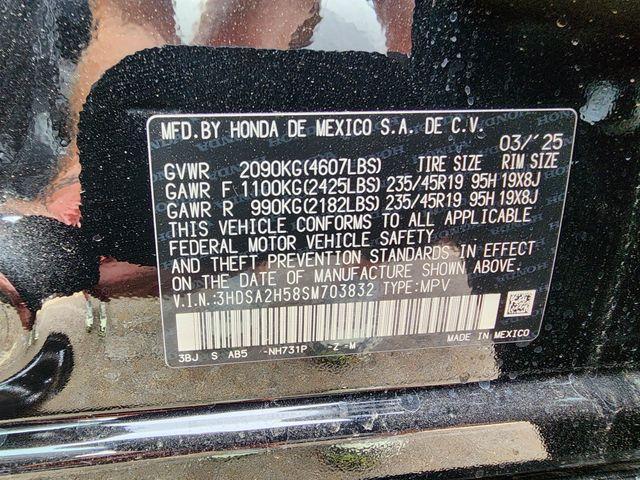 MFD.BY HONDA DE MEXICO S.A. DE C.V.
03/'25
GVWR 2090KG(4607LBS) TIRE SIZE RIM SIZE
GAWR F 1100KG(2425LBS) 235/45R19 95H 19X8J
GAWR R 990KG(2182LBS) 235/45R19 95H 19X8J
THIS VEHICLE CONFORMS TO ALL APPLICABLE
FEDERAL MOTOR VEHICLE SAFETY
AND THEFT PREVENTION STANDARDS IN EFFECT
ON THE DATE OF MANUFACTURE SHOWN ABOVE.
V.I.N.:3HDSA2H58SM703832 TYPE:MPV
3BJ S AB5 -NH731P -Z -M
MADE IN MEXICO